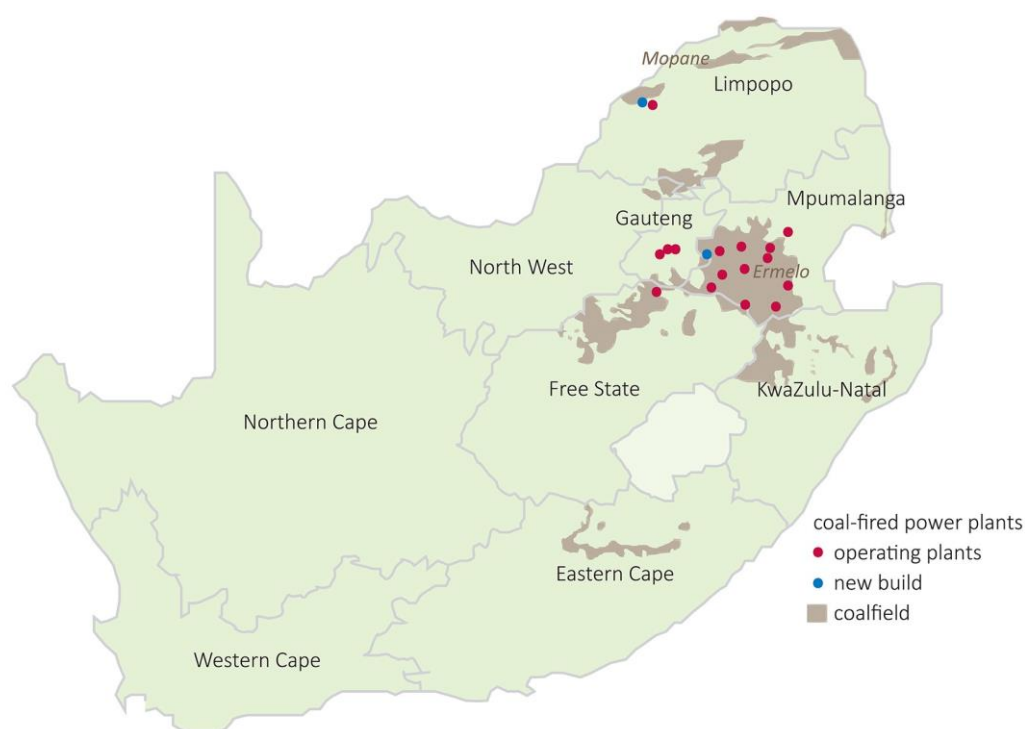 Mopane
Limpopo
Mpumalanga
Gauteng
North West
Ermelo
Free State
KwaZulu-Natal
Northern Cape
coal-fired power plants
operating plants
new build
coalfield
Eastern Cape
Western Cape